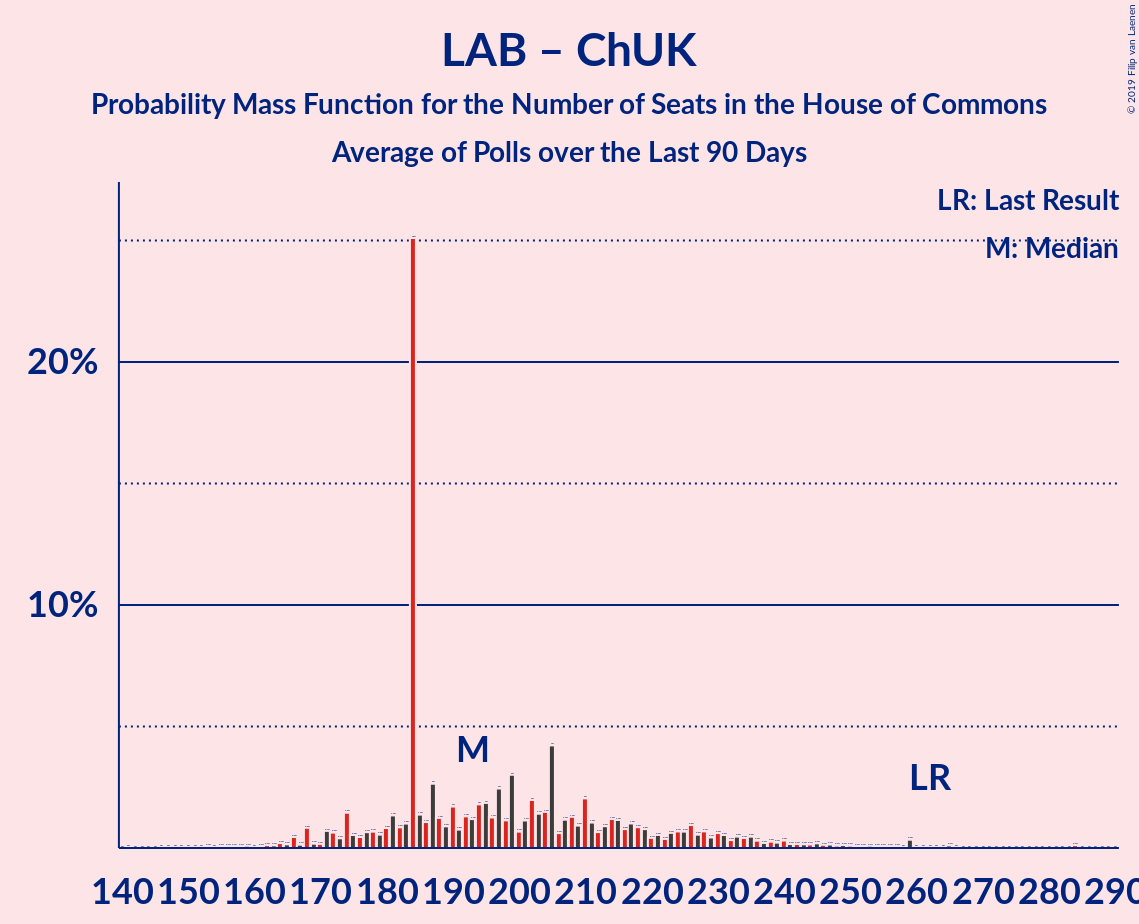 LAB – ChUK
Probability Mass Function for the Number of Seats in the House of Commons
Average of Polls over the Last 90 Days
© 2019 Filip van Laenen
LR: Last Result
M: Median
20%
10%
M
LR
140 150 160 170 180 190 200 210 220 230 240 250 260 270 280 290